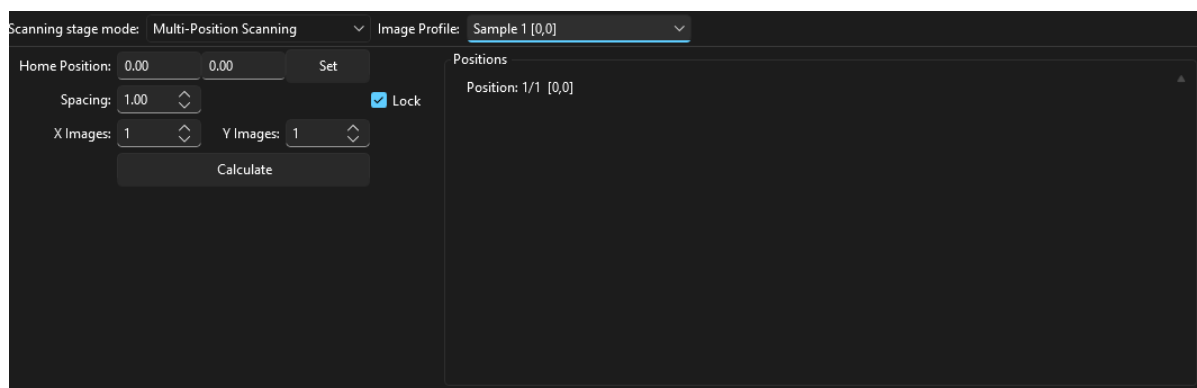 Scanning stage mode: Multi-Position Scanning Image Profile: Sample 1 [0,0]
Home Position: 0.00 0.00 Set
Spacing: 1.00 Lock
X Images: 1 Y Images: 1
Calculate
Positions
Position: 1/1 [0,0]